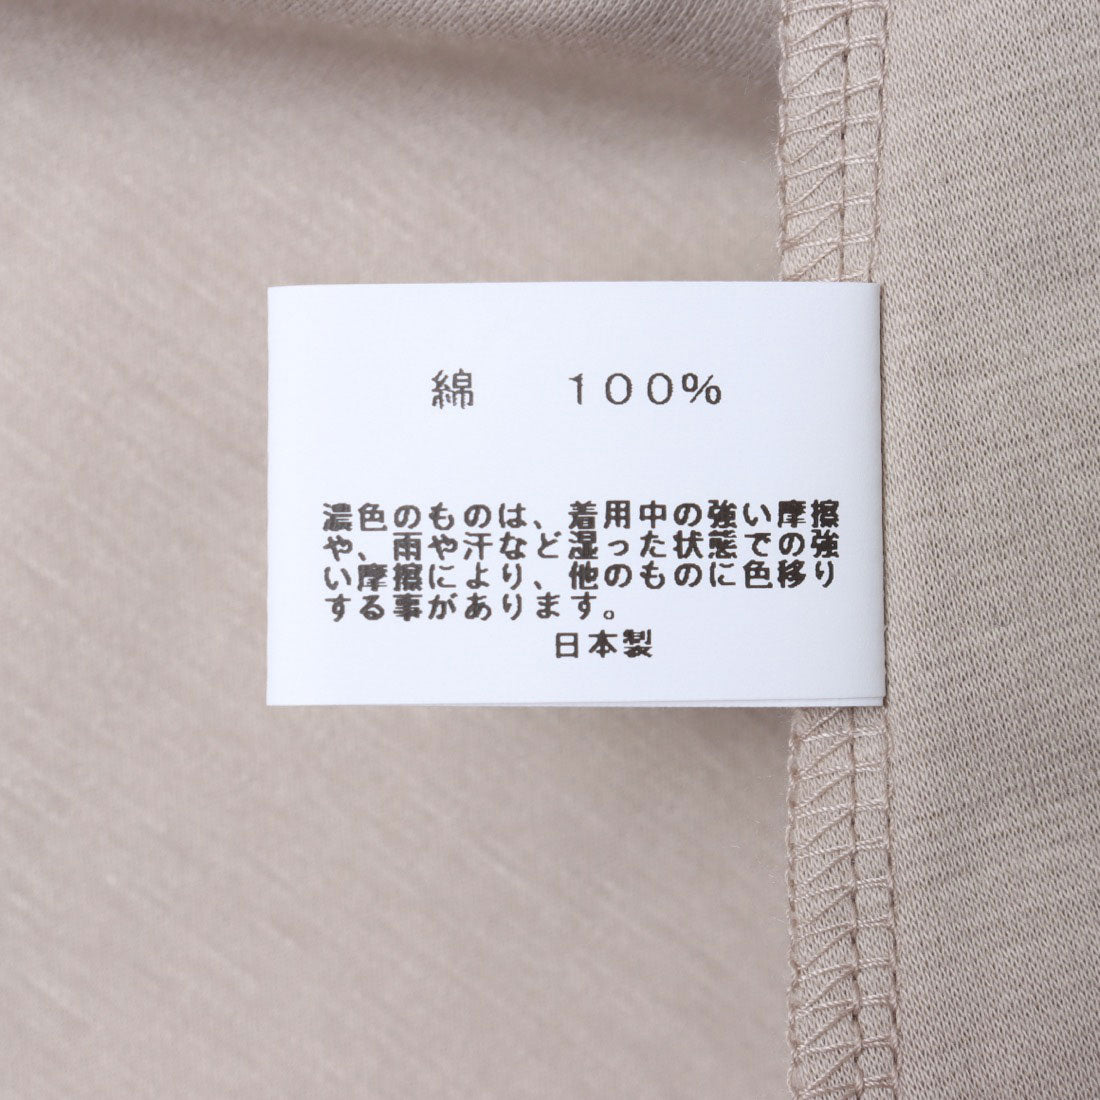 綿　１００％
濃色のものは、着用中の強い摩擦
や、雨や汗など湿った状態での強
い摩擦により、他のものに色移り
する事があります。
日本製